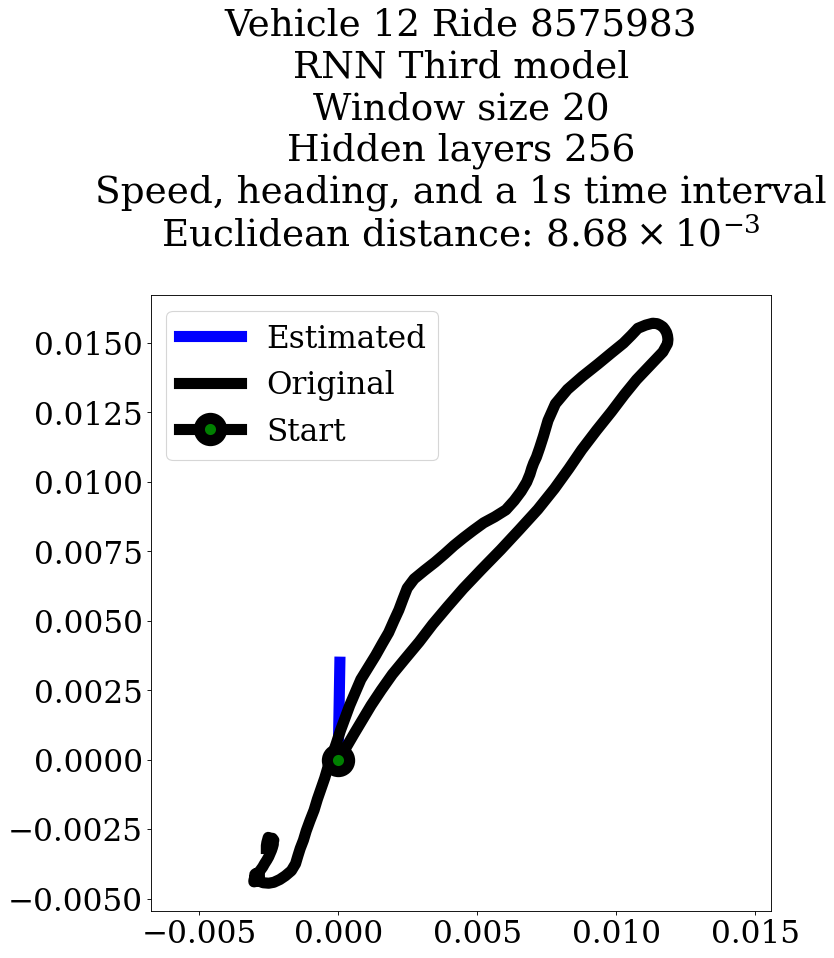 Vehicle 12 Ride 8575983
RNN Third model
Window size 20
Hidden layers 256
Speed, heading, and a 1s time interval
Euclidean distance: 8.68 × 10⁻³
Estimated
Original
Start
0.0150
0.0125
0.0100
0.0075
0.0050
0.0025
0.0000
−0.0025
−0.0050
−0.005 0.000 0.005 0.010 0.015